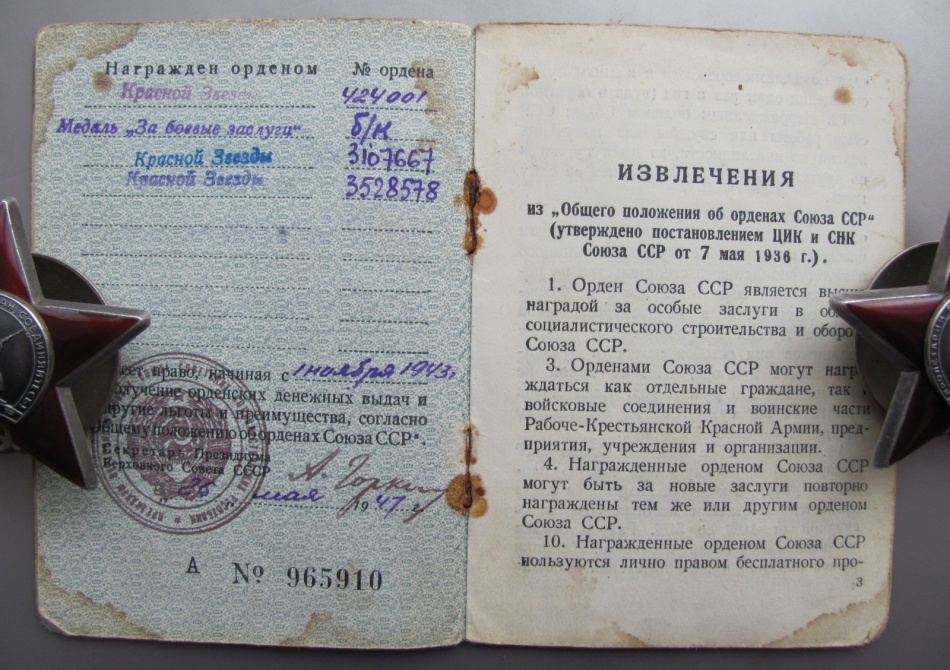 Награжден орденом № ордена
Красной Звезды 424001
Медаль „За боевые заслуги“ б/н
Красной Звезды 3107667
Красной Звезды 3528578
право, начиная с 1 ноября 1943г
получение орденских денежных выдач и
другие льготы и преимущества, согласно
„Общему положению об орденах Союза ССР“.
Секретарь Президиума
Верховного Совета СССР
А. Горкин
26 мая 1947 г.
А № 965910
ИЗВЛЕЧЕНИЯ
из „Общего положения об орденах Союза ССР“
(утверждено постановлением ЦИК и СНК
Союза ССР от 7 мая 1936 г.).
1. Орден Союза ССР является
наградой за особые заслуги в
социалистического строительства и
Союза ССР.
3. Орденами Союза ССР могут
ждаться как отдельные граждане, так
войсковые соединения и воинские части
Рабоче-Крестьянской Красной Армии, пред-
приятия, учреждения и организации.
4. Награжденные орденом Союза ССР
могут быть за новые заслуги повторно
награждены тем же или другим орденом
Союза ССР.
10. Награжденные орденом Союза ССР
пользуются лично правом бесплатного про-
3